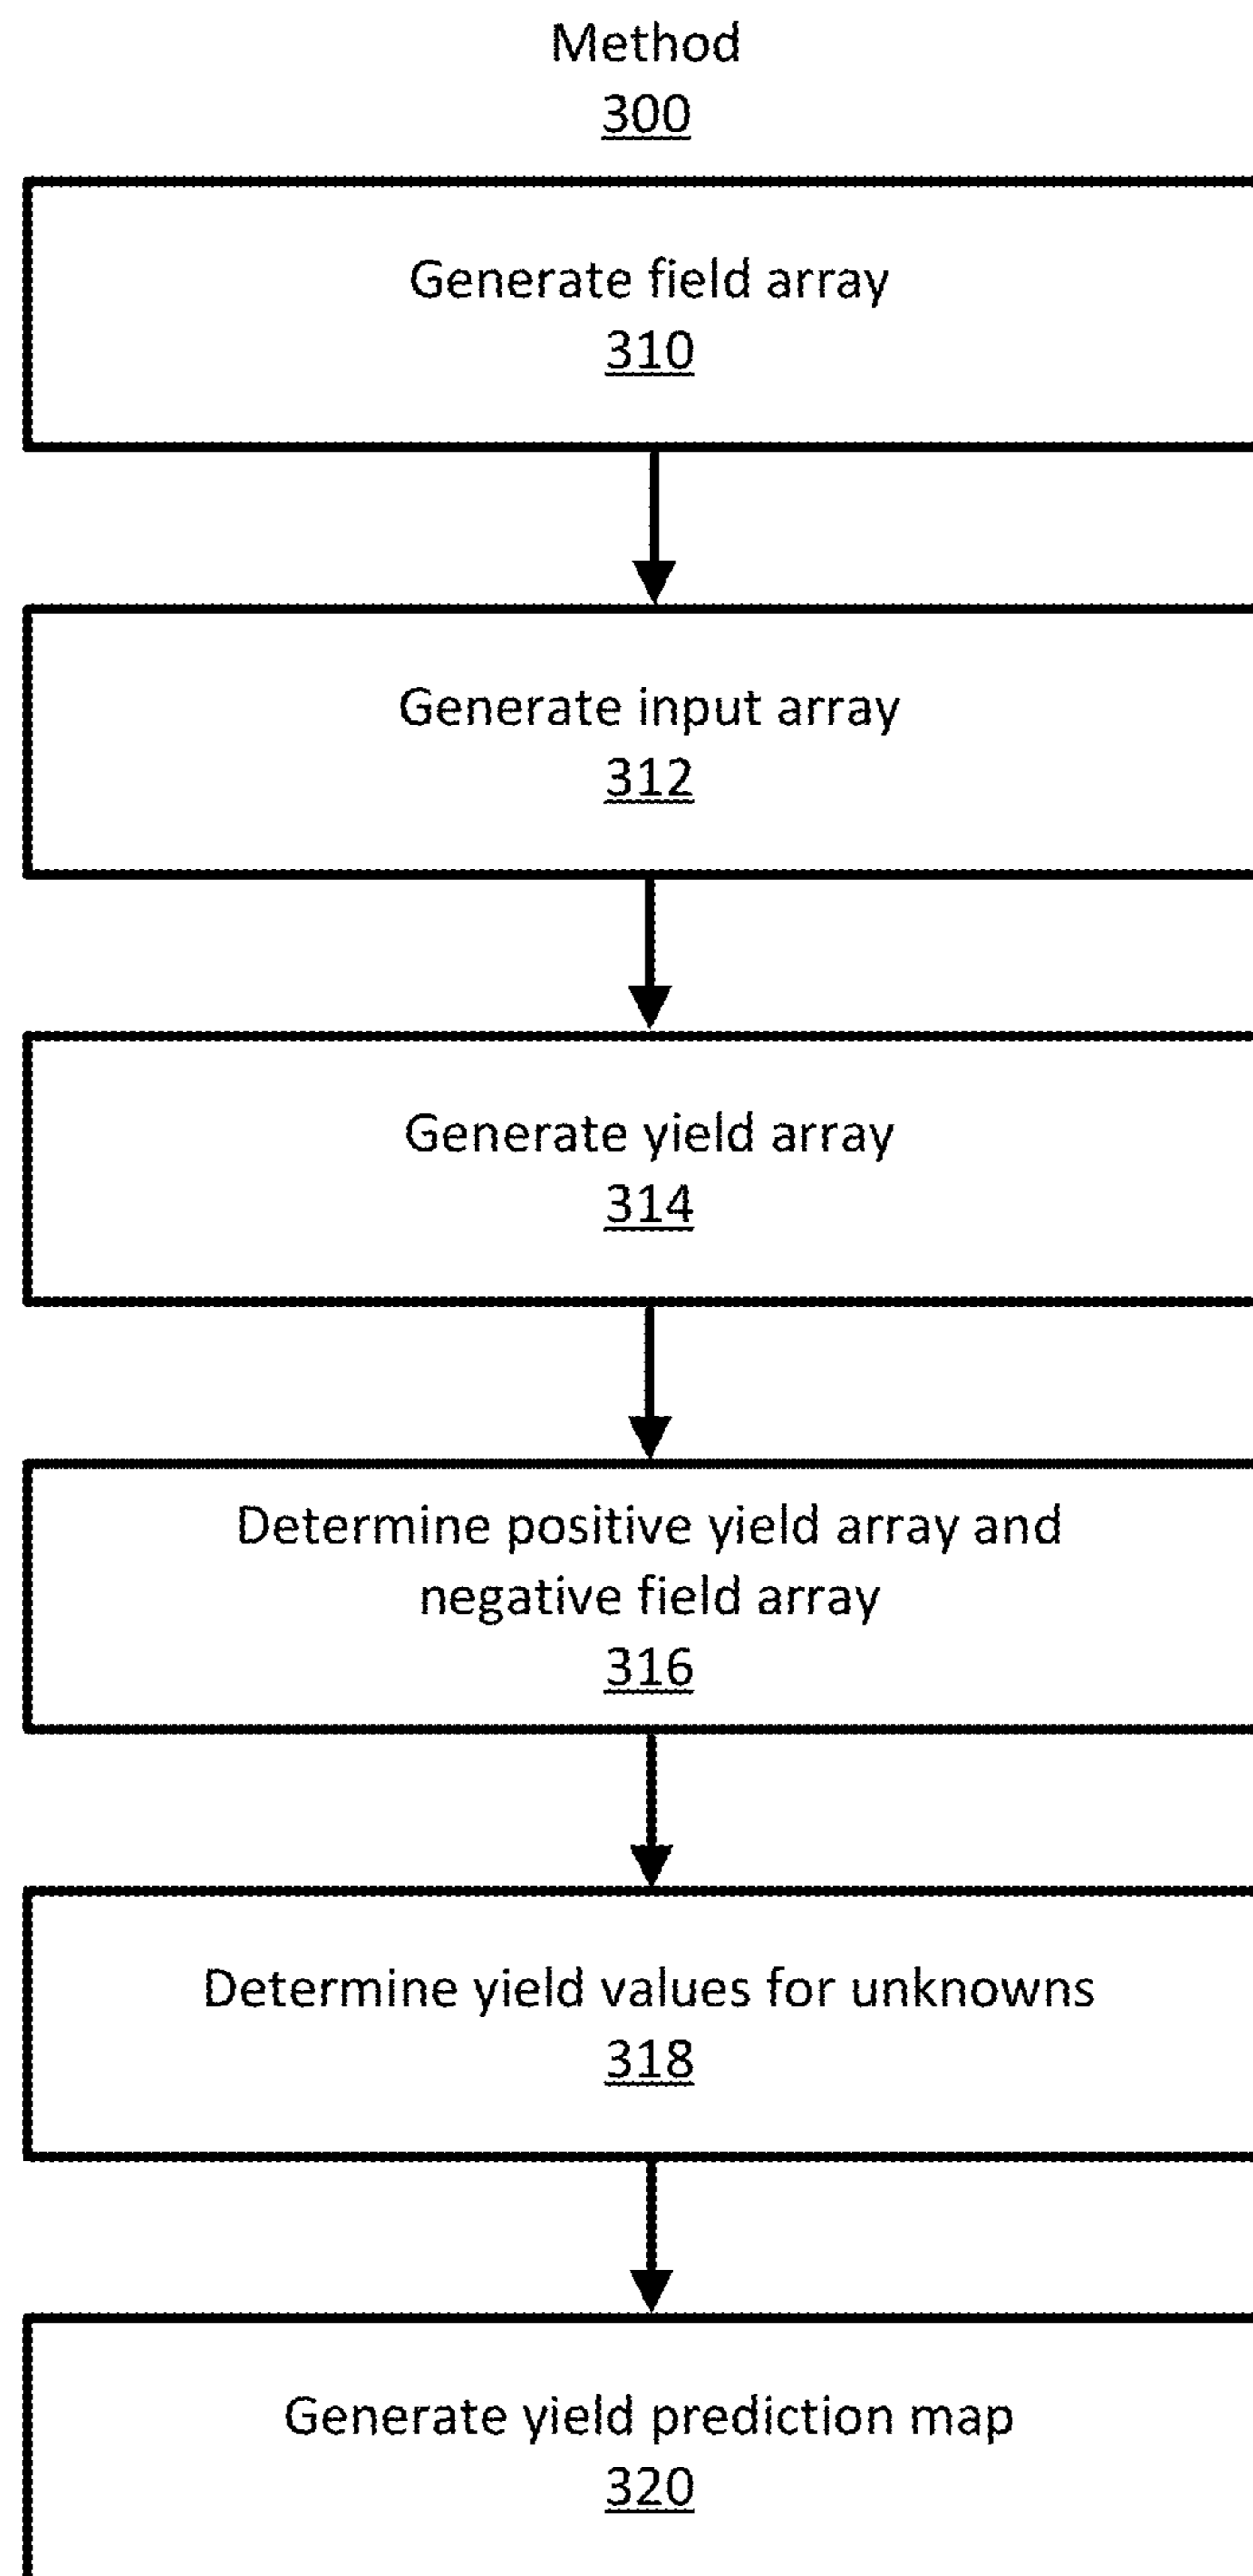 Method
300
Generate field array
310
Generate input array
312
Generate yield array
314
Determine positive yield array and
negative field array
316
Determine yield values for unknowns
318
Generate yield prediction map
320